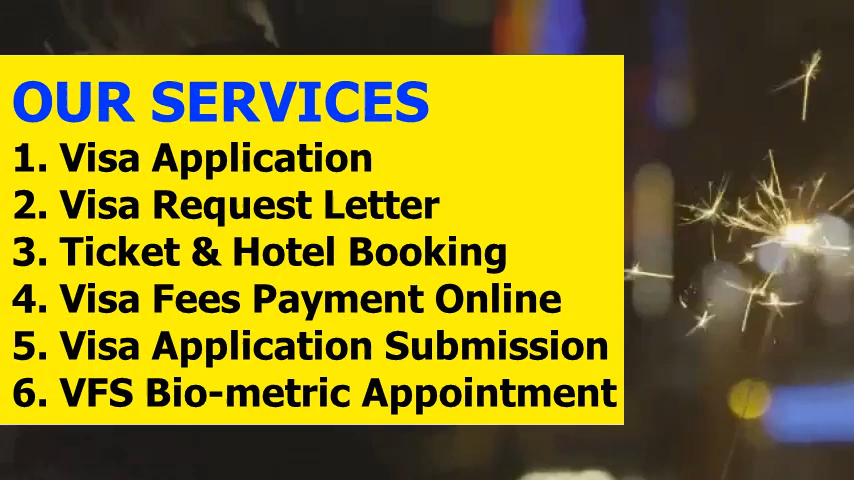 OUR SERVICES
1. Visa Application
2. Visa Request Letter
3. Ticket & Hotel Booking
4. Visa Fees Payment Online
5. Visa Application Submission
6. VFS Bio-metric Appointment